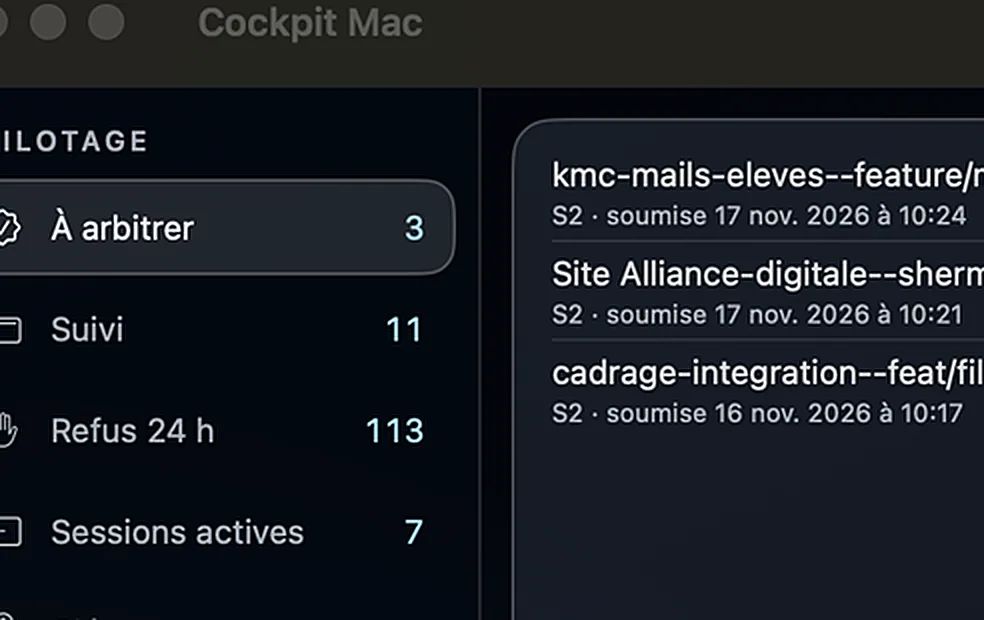 Cockpit Mac
ILOTAGE
À arbitrer 3
Suivi 11
Refus 24 h 113
Sessions actives 7
kmc-mails-eleves--feature/
S2 · soumise 17 nov. 2026 à 10:24
Site Alliance-digitale--sherm
S2 · soumise 17 nov. 2026 à 10:21
cadrage-integration--feat/fil
S2 · soumise 16 nov. 2026 à 10:17